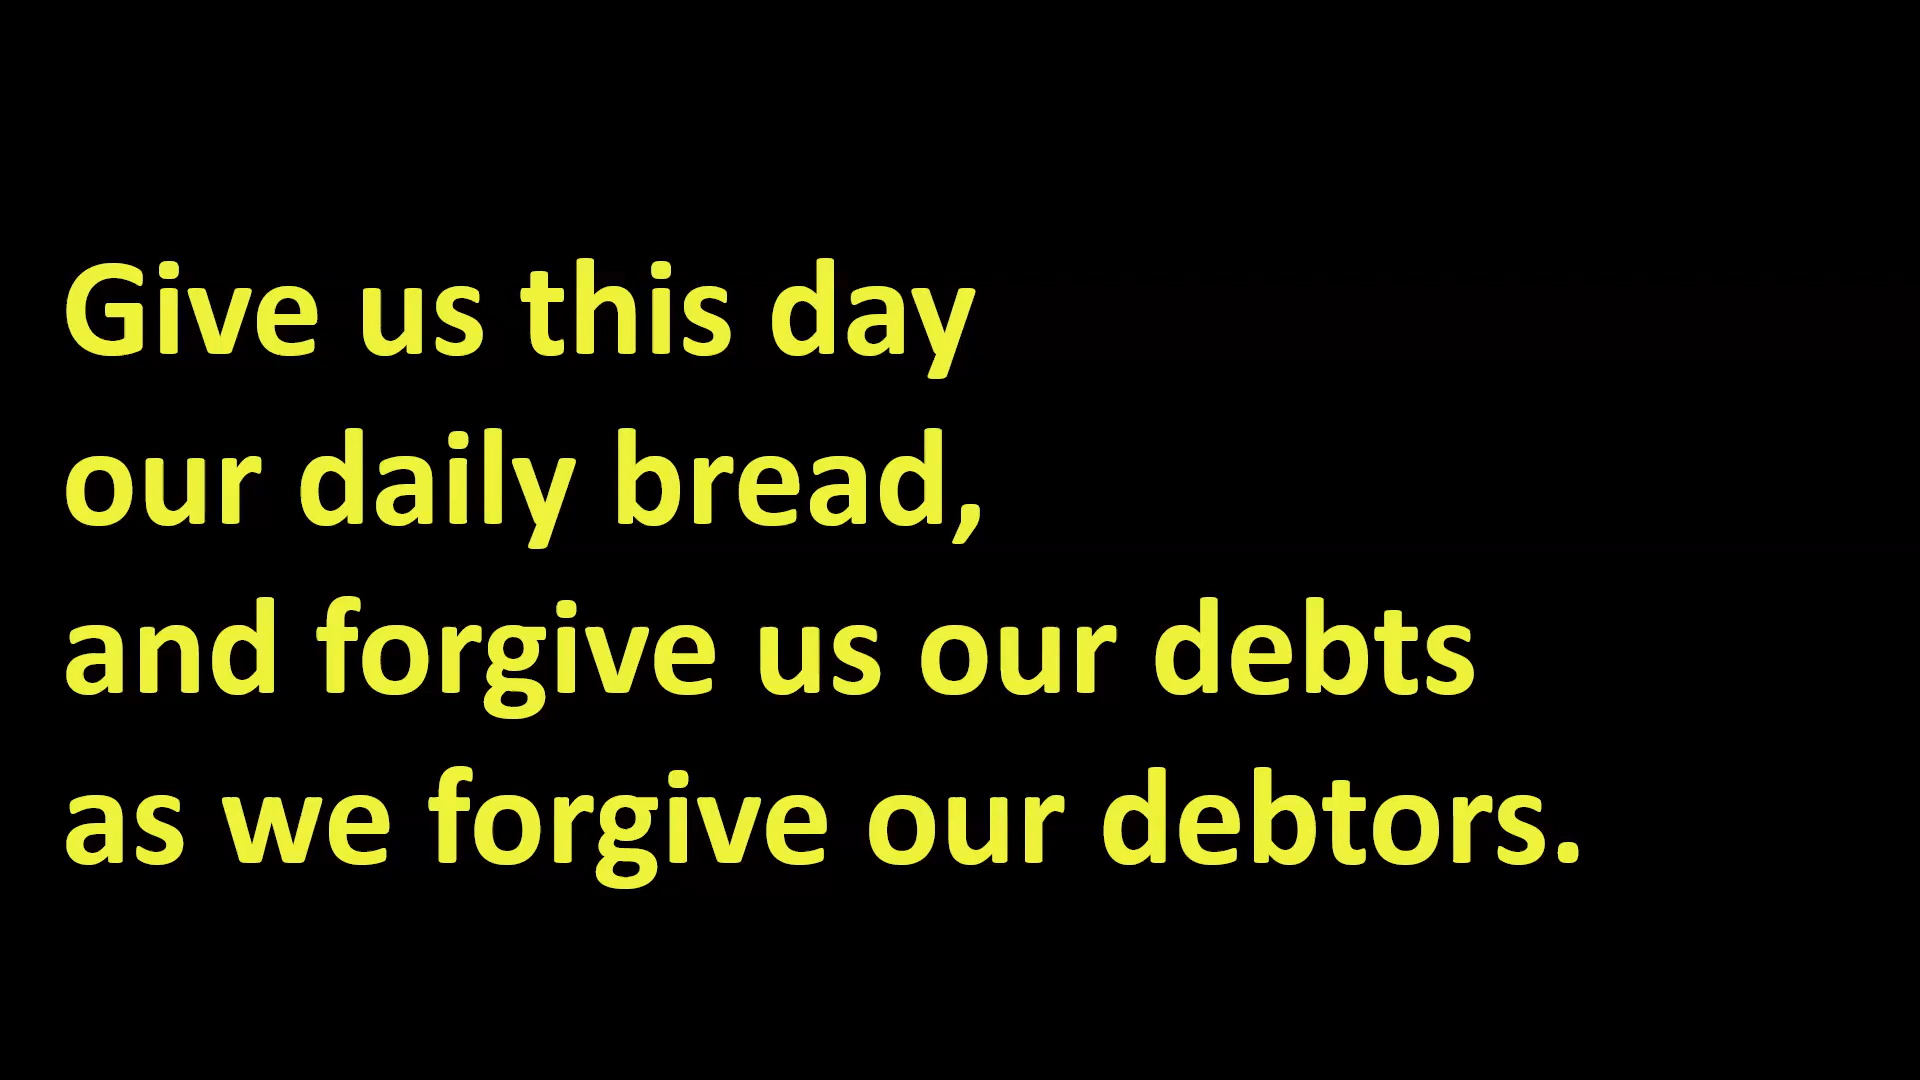 Give us this day
our daily bread,
and forgive us our debts
as we forgive our debtors.